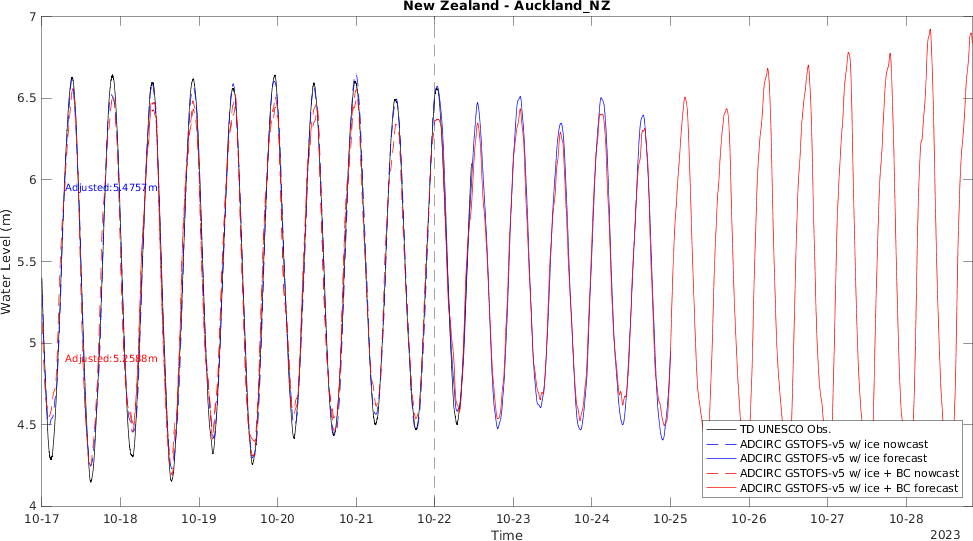 New Zealand - Auckland_NZ
7
6.5
6
5.5
5
4.5
4
Water Level (m)
Adjusted:5.4757m
Adjusted:5.2588m
TD UNESCO Obs.
ADCIRC GSTOFS-v5 w/ ice nowcast
ADCIRC GSTOFS-v5 w/ ice forecast
ADCIRC GSTOFS-v5 w/ ice + BC nowcast
ADCIRC GSTOFS-v5 w/ ice + BC forecast
10-17 10-18 10-19 10-20 10-21 10-22 10-23 10-24 10-25 10-26 10-27 10-28
Time
2023